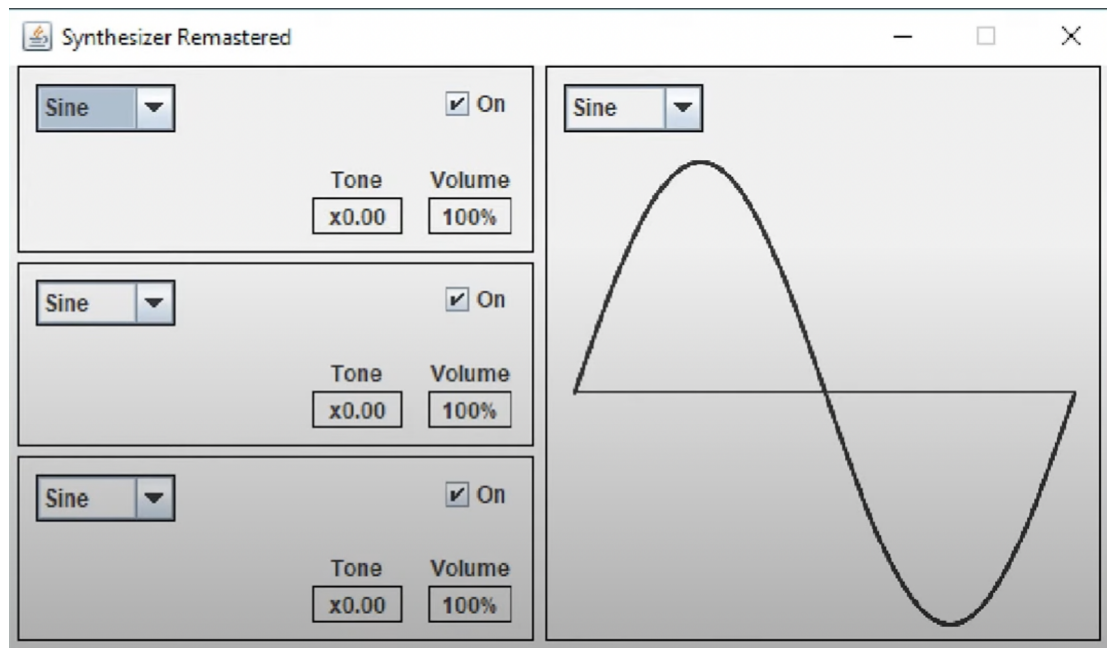 Synthesizer Remastered
Sine
On
Tone Volume
x0.00 100%
Sine
On
Tone Volume
x0.00 100%
Sine
On
Tone Volume
x0.00 100%
Sine